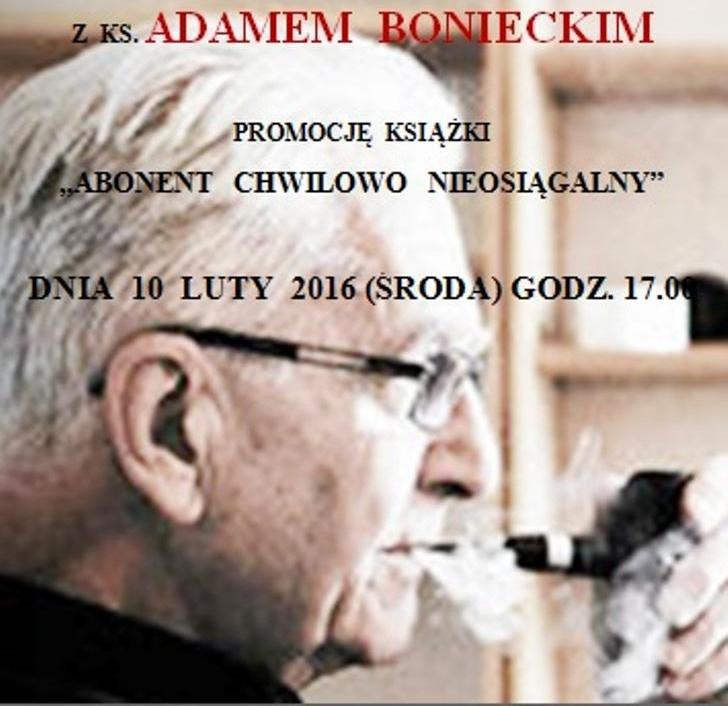 Z KS. ADAMEM BONIECKIM
PROMOCJĘ KSIĄŻKI
„ABONENT CHWILOWO NIEOSIĄGALNY”
DNIA 10 LUTY 2016 (ŚRODA) GODZ. 17.00